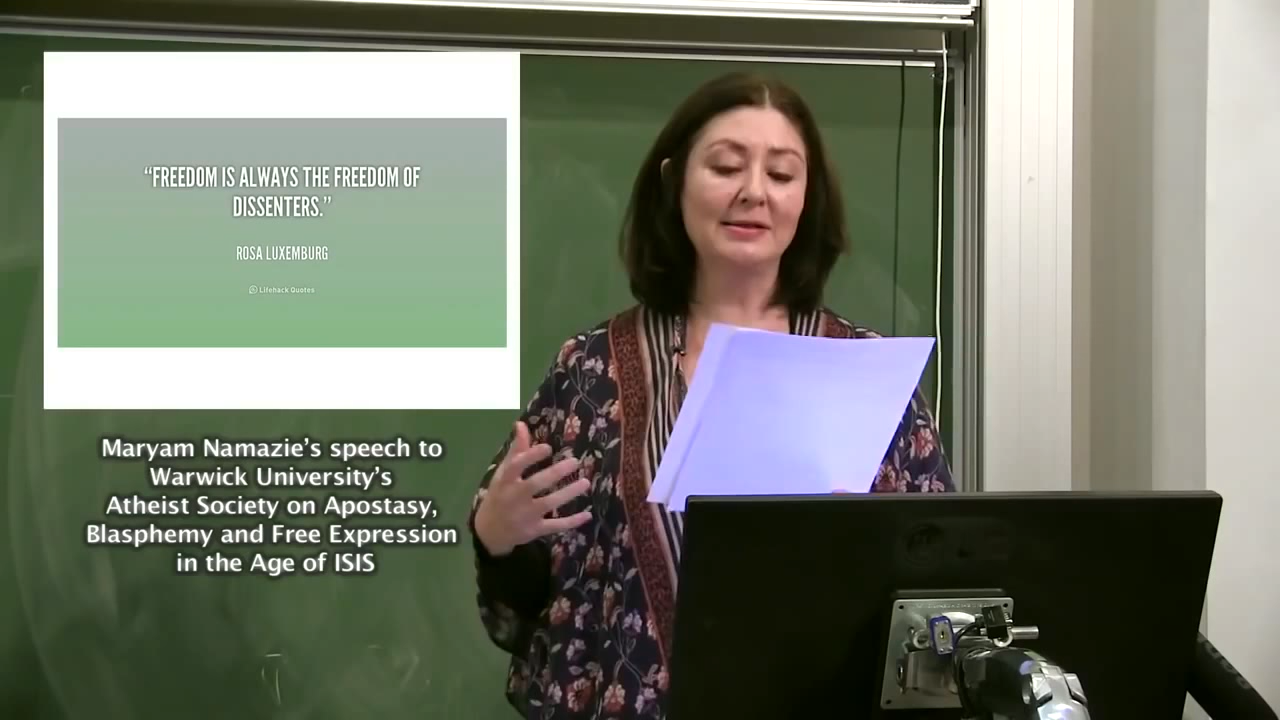 “FREEDOM IS ALWAYS THE FREEDOM OF
DISSENTERS.”
ROSA LUXEMBURG
Lifehack Quotes
Maryam Namazie’s speech to
Warwick University’s
Atheist Society on Apostasy,
Blasphemy and Free Expression
in the Age of ISIS